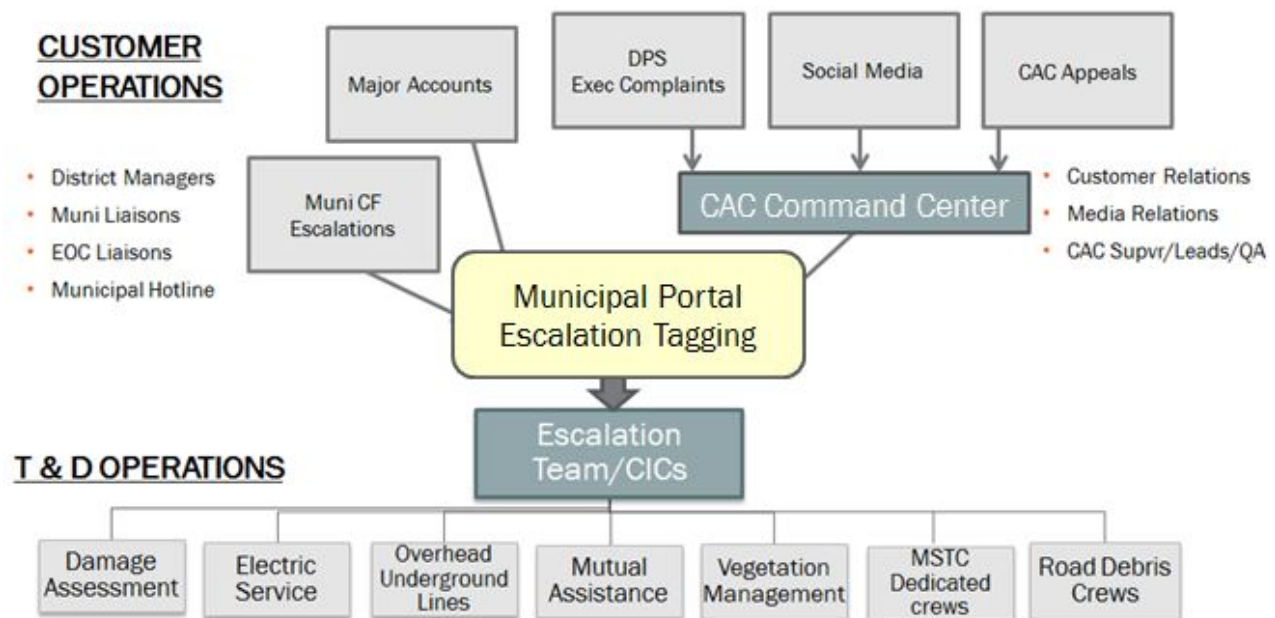 CUSTOMER
OPERATIONS
Major Accounts
DPS
Exec Complaints
Social Media
CAC Appeals
• District Managers
• Muni Liaisons
• EOC Liaisons
• Municipal Hotline
Muni CF
Escalations
CAC Command Center
• Customer Relations
• Media Relations
• CAC Supvr/Leads/QA
Municipal Portal
Escalation Tagging
Escalation
Team/CICs
T & D OPERATIONS
Damage
Assessment
Electric
Service
Overhead
Underground
Lines
Mutual
Assistance
Vegetation
Management
MSTC
Dedicated
crews
Road Debris
Crews